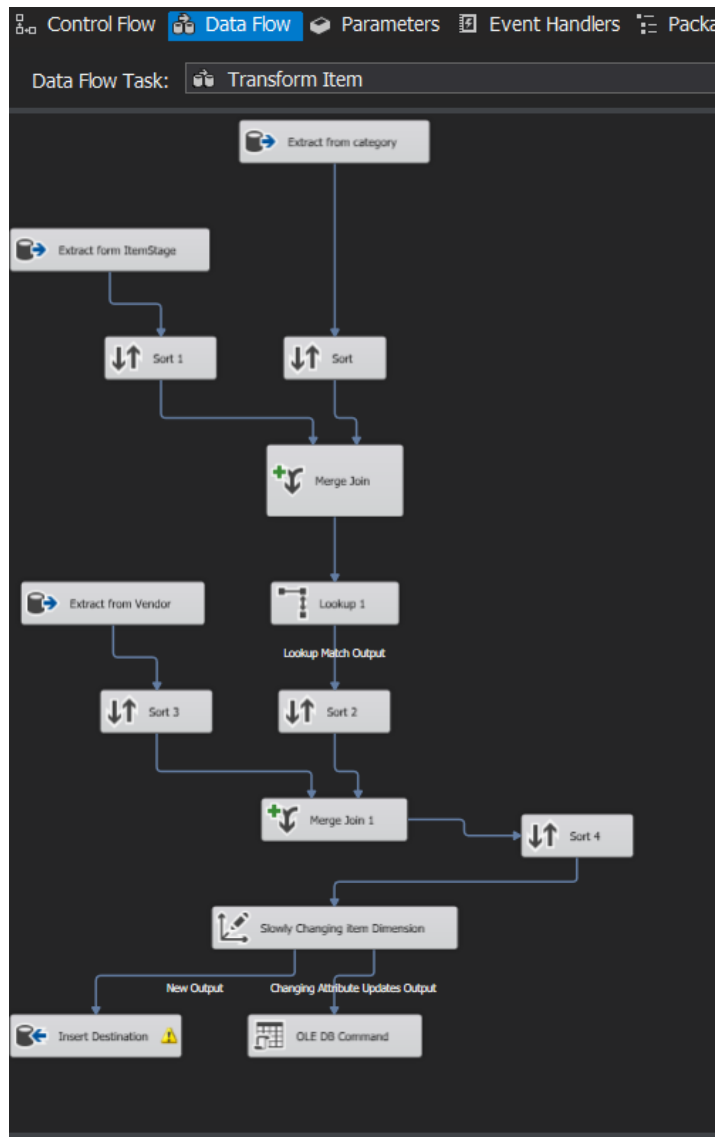 Control Flow Data Flow Parameters Event Handlers Packa
Data Flow Task: Transform Item
Extract from category
Extract form ItemStage
Sort 1
Sort
Merge Join
Extract from Vendor
Lookup 1
Lookup Match Output
Sort 3
Sort 2
Merge Join 1
Sort 4
Slowly Changing item Dimension
New Output
Changing Attribute Updates Output
Insert Destination
OLE DB Command